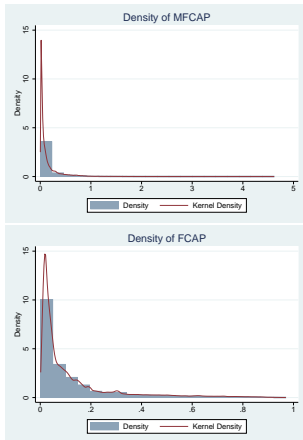 Density of MFCAP
15
10
5
0
Density
0 1 2 3 4 5
Density Kernel Density
Density of FCAP
15
10
5
0
Density
0 .2 .4 .6 .8 1
Density Kernel Density